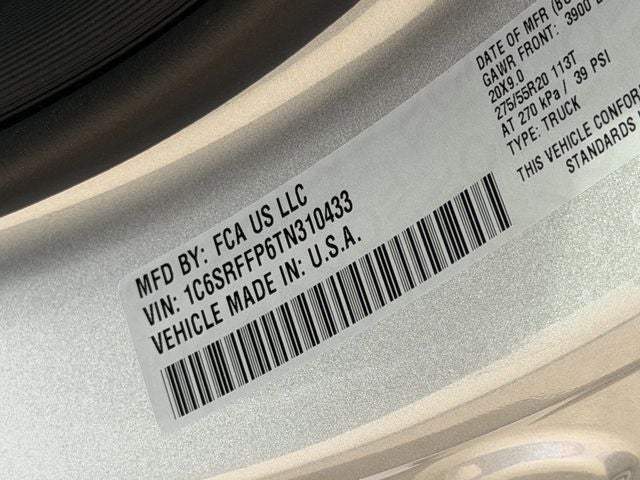 MFD BY: FCA US LLC
VIN: 1C6SRFFP6TN310433
VEHICLE MADE IN: U.S.A.
DATE OF MFR
GAWR FRONT: 3900
20X9.0
275/55R20 113T
AT 270 kPa / 39 PSI
TYPE: TRUCK
THIS VEHICLE
STANDARDS